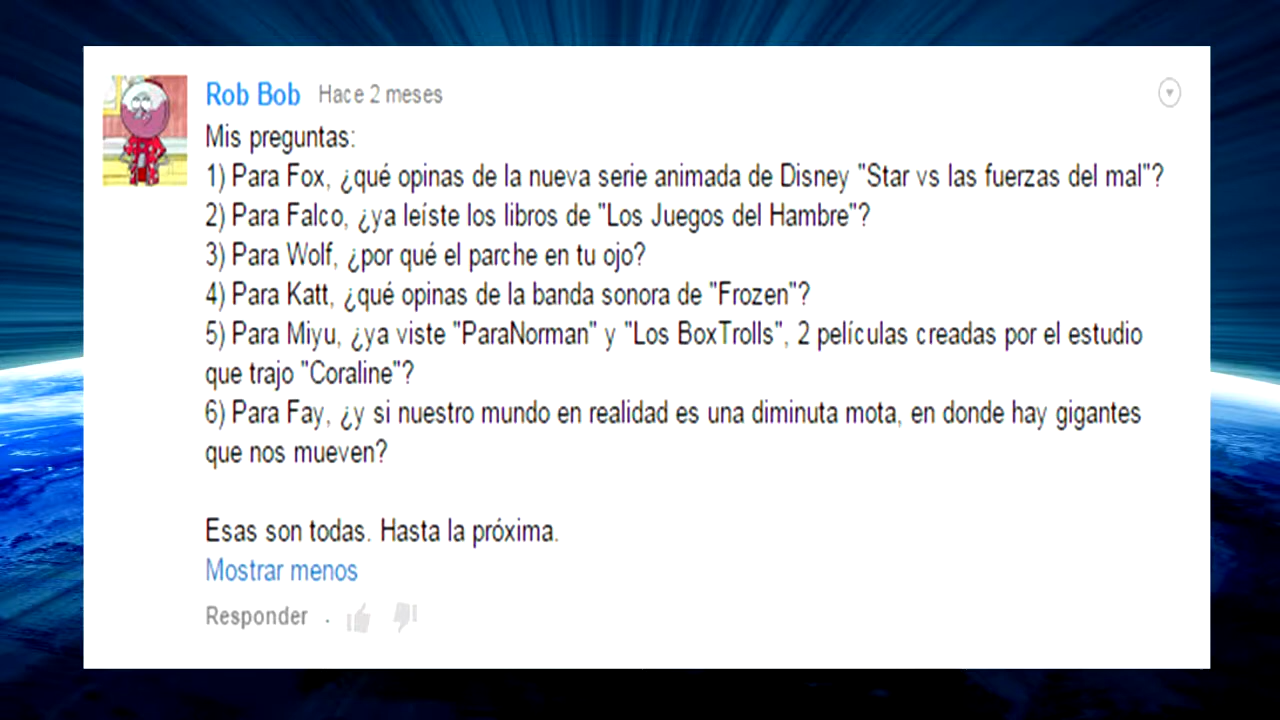 Rob Bob Hace 2 meses
Mis preguntas:
1) Para Fox, ¿qué opinas de la nueva serie animada de Disney "Star vs las fuerzas del mal"?
2) Para Falco, ¿ya leíste los libros de "Los Juegos del Hambre"?
3) Para Wolf, ¿por qué el parche en tu ojo?
4) Para Katt, ¿qué opinas de la banda sonora de "Frozen"?
5) Para Miyu, ¿ya viste "ParaNorman" y "Los BoxTrolls", 2 películas creadas por el estudio
que trajo "Coraline"?
6) Para Fay, ¿y si nuestro mundo en realidad es una diminuta mota, en donde hay gigantes
que nos mueven?
Esas son todas. Hasta la próxima.
Mostrar menos
Responder .